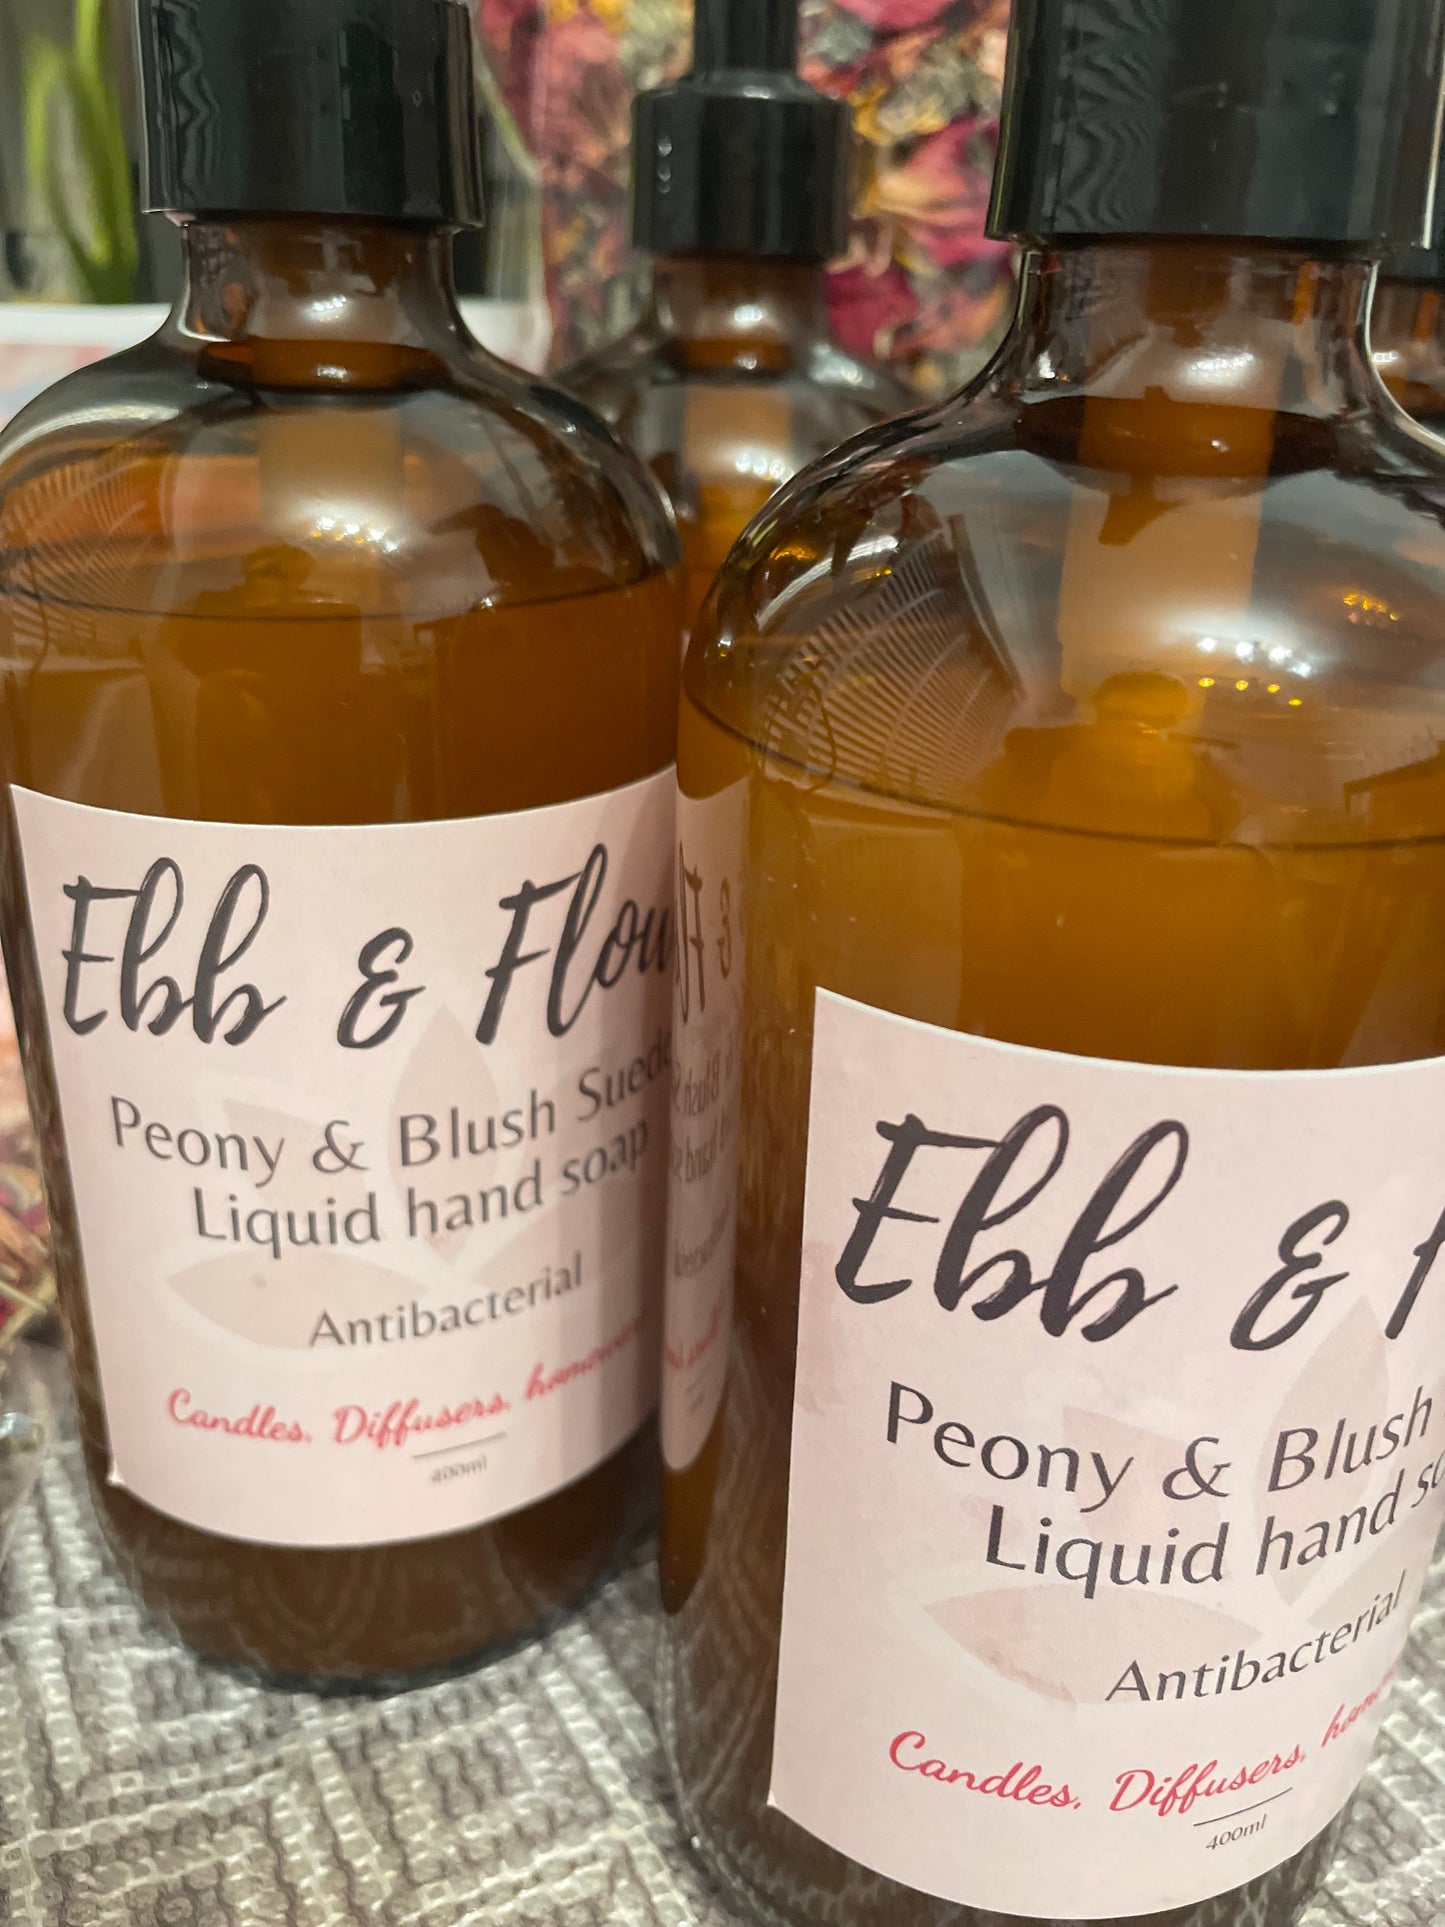 Ebb & Flow
Peony & Blush Suede
Liquid hand soap
Antibacterial
Candles, Diffusers,
400ml
Ebb &
Peony & Blush
Liquid hand
Antibacterial
Candles, Diffusers,
400ml